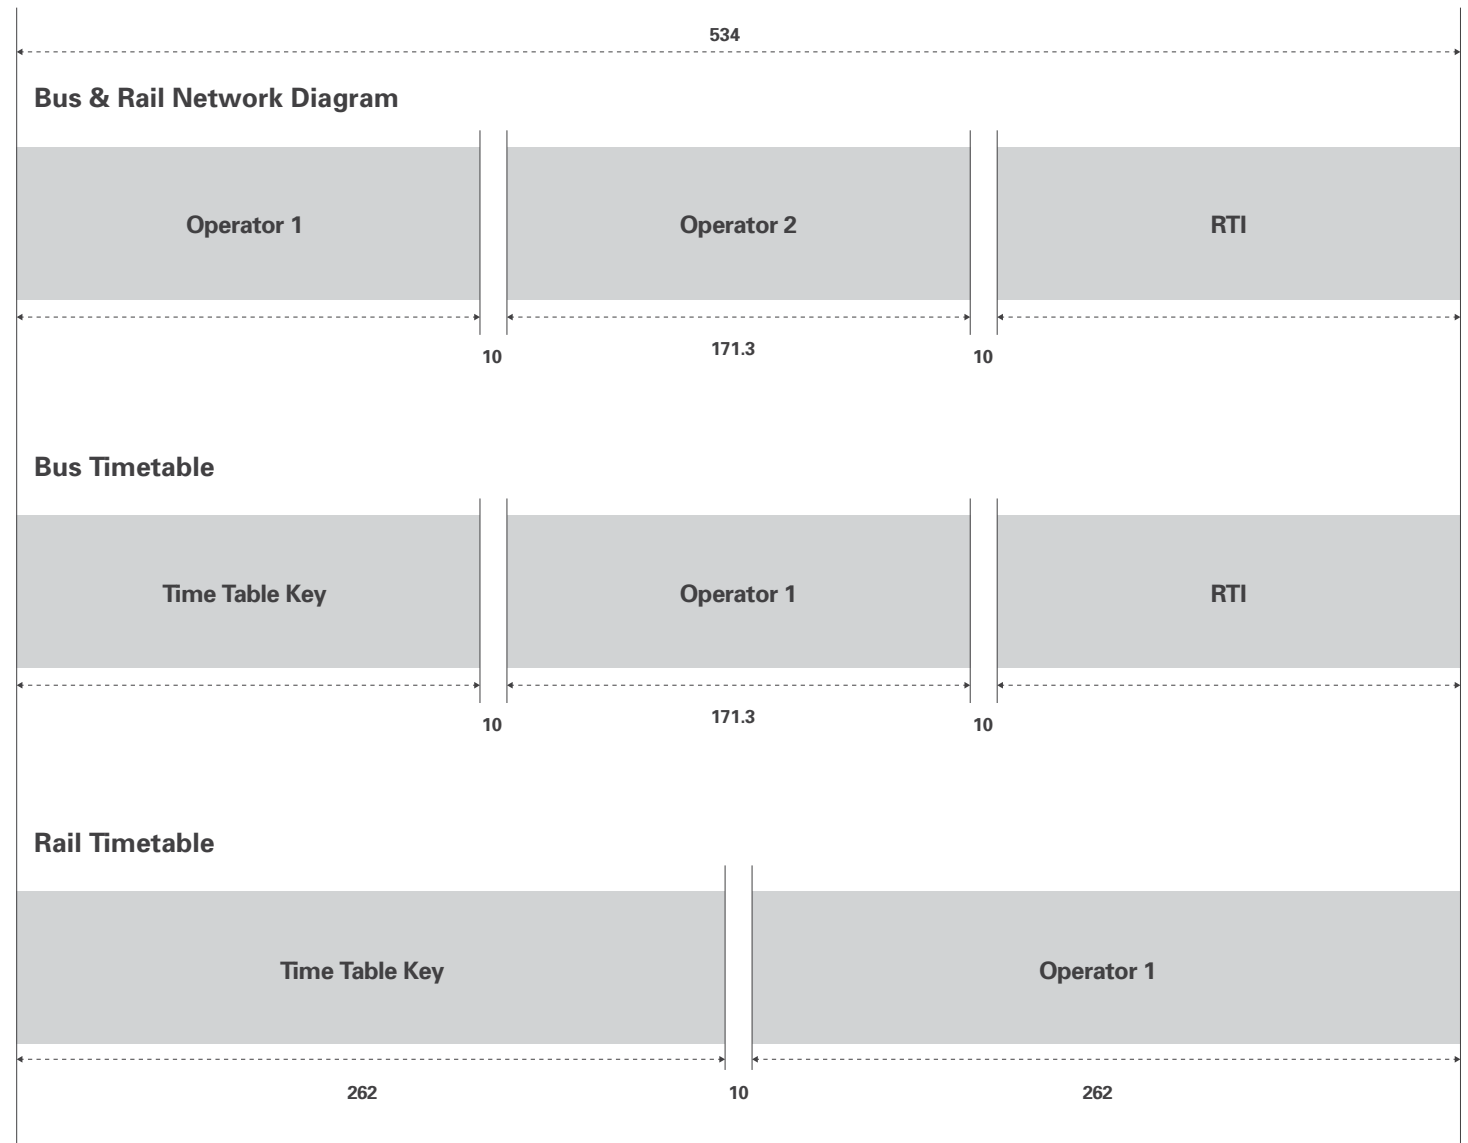 534
Bus & Rail Network Diagram
Operator 1
Operator 2
RTI
10
171.3
10
Bus Timetable
Time Table Key
Operator 1
RTI
10
171.3
10
Rail Timetable
Time Table Key
Operator 1
262
10
262